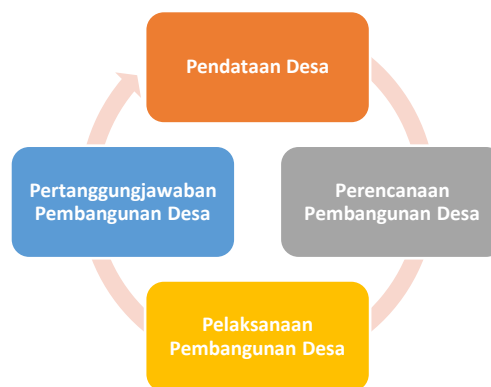 Pendataan Desa
Perencanaan
Pembangunan Desa
Pelaksanaan
Pembangunan Desa
Pertanggungjawaban
Pembangunan Desa